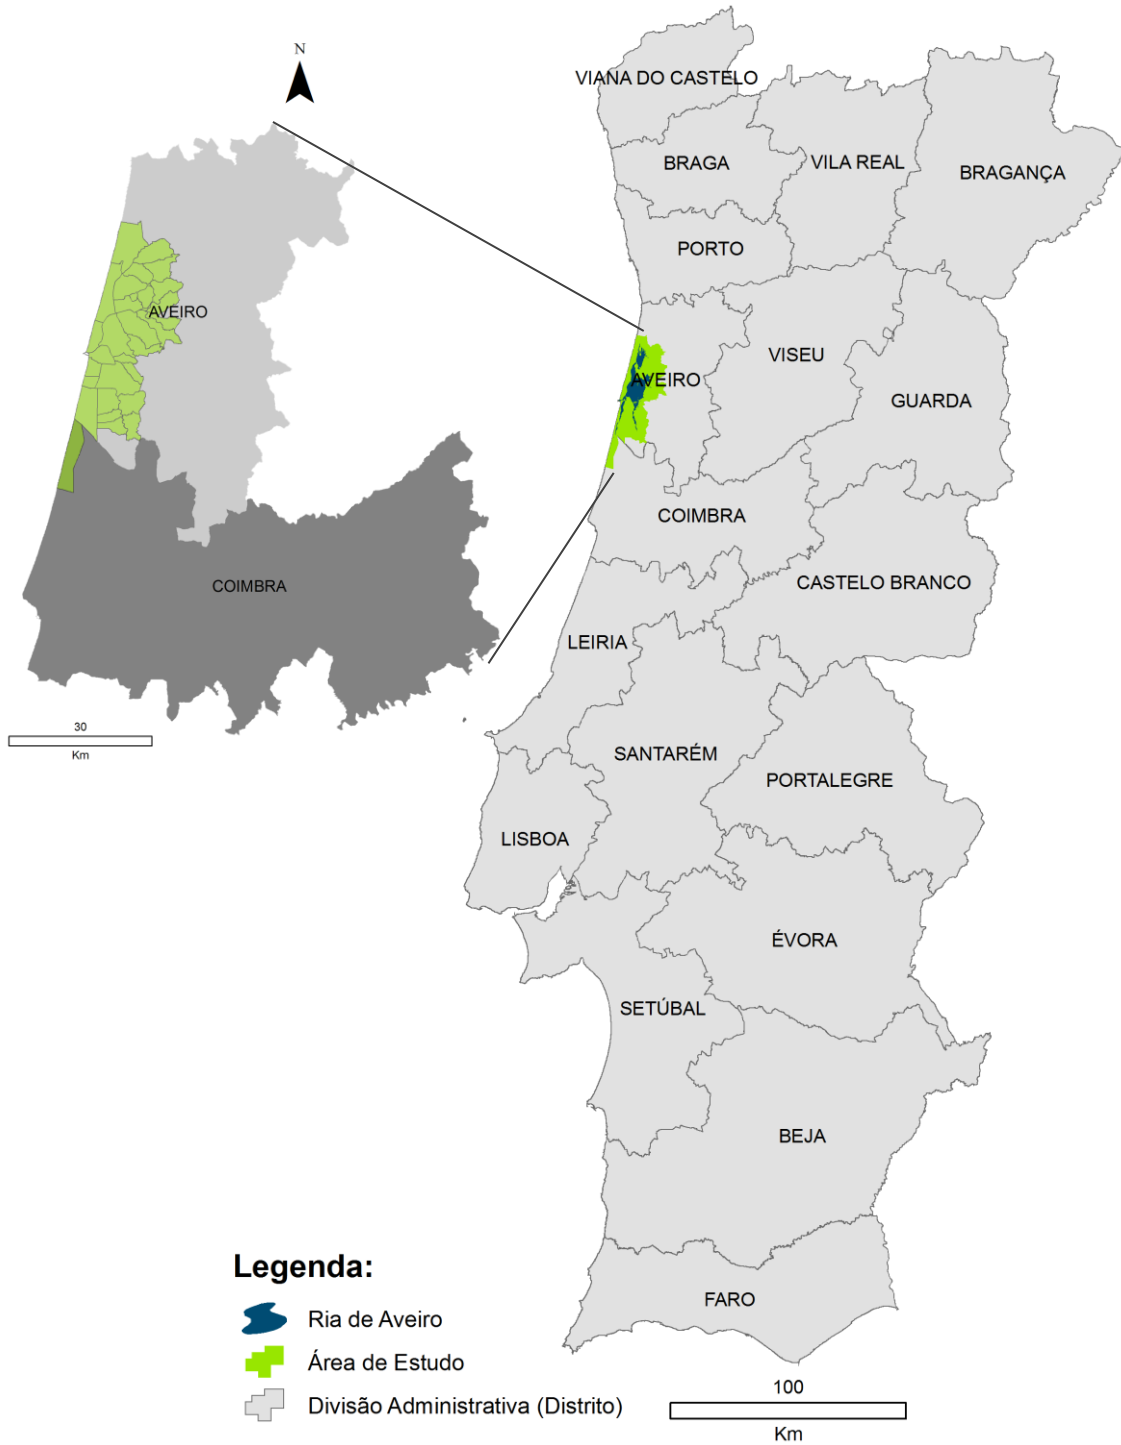 N
AVEIRO
COIMBRA
30
Km
VIANA DO CASTELO
BRAGA
VILA REAL
BRAGANÇA
PORTO
VISEU
AVEIRO
GUARDA
COIMBRA
CASTELO BRANCO
LEIRIA
SANTARÉM
PORTALEGRE
LISBOA
ÉVORA
SETÚBAL
BEJA
FARO
Legenda:
Ria de Aveiro
Área de Estudo
Divisão Administrativa (Distrito)
100
Km